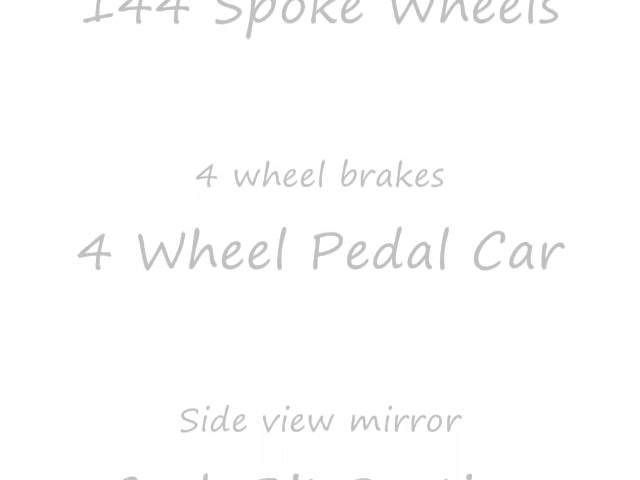 144 Spoke Wheels
4 wheel brakes
4 Wheel Pedal Car
Side view mirror